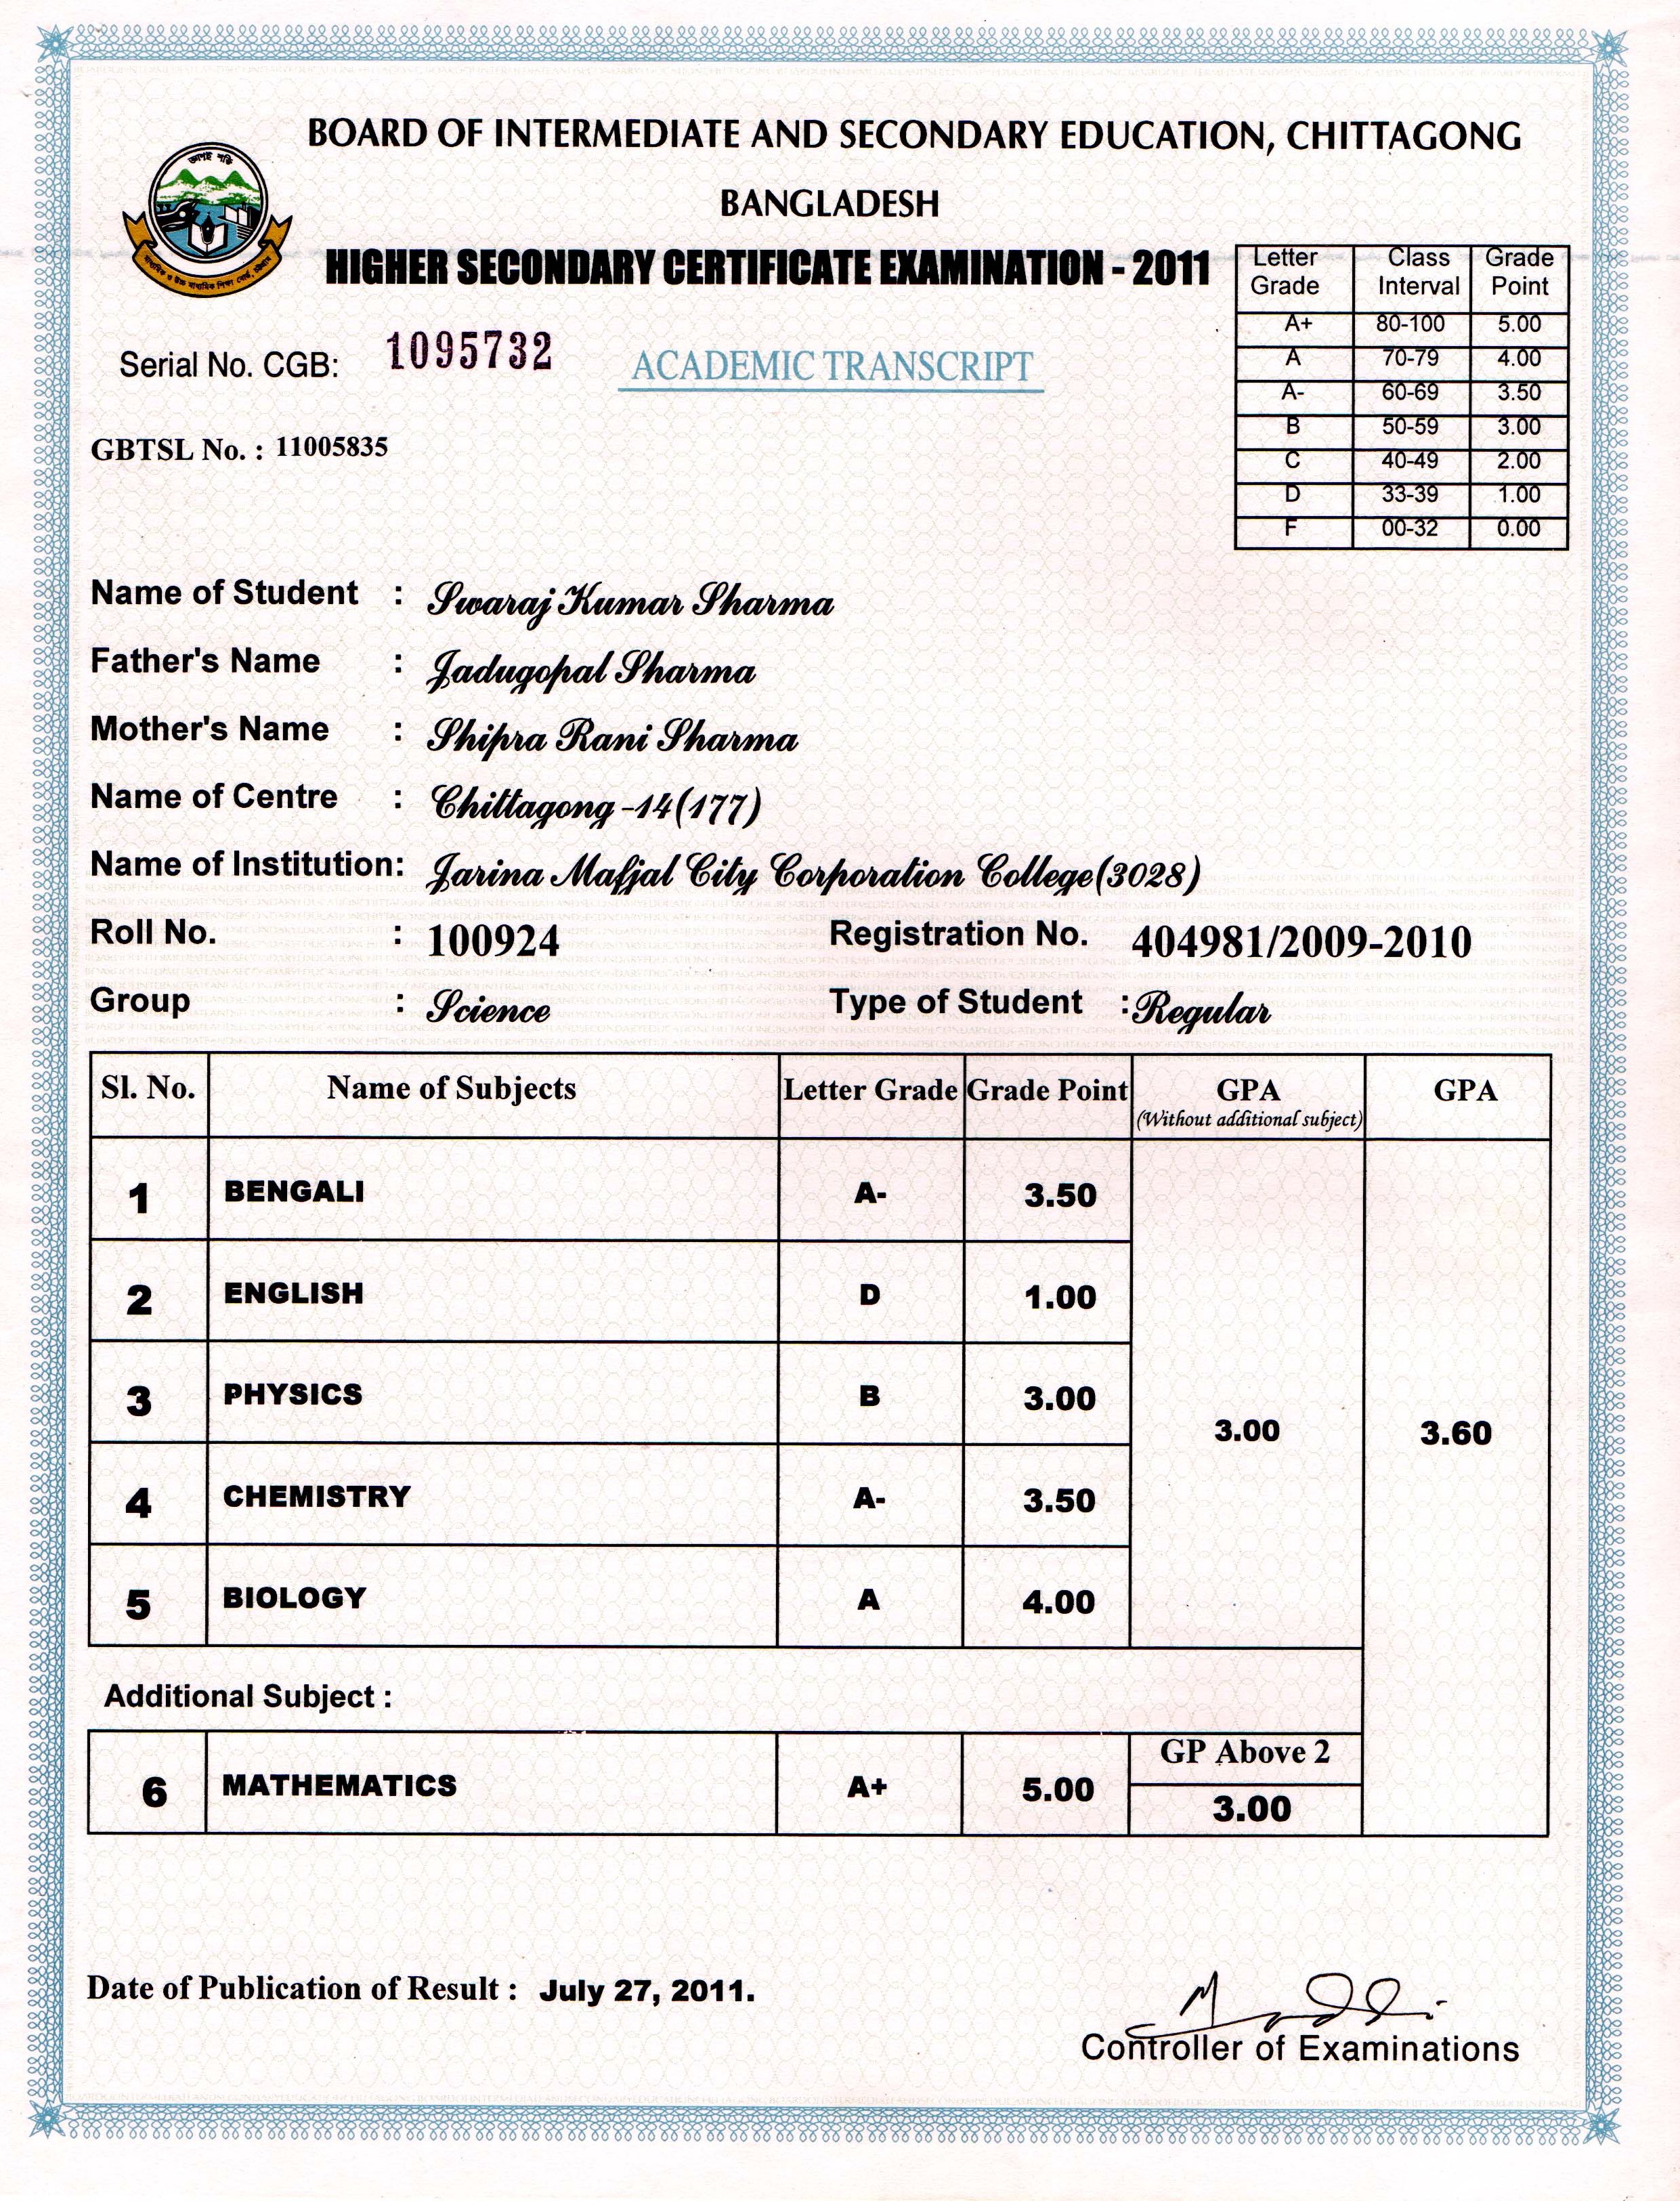 BOARD OF INTERMEDIATE AND SECONDARY EDUCATION, CHITTAGONG
BANGLADESH
HIGHER SECONDARY CERTIFICATE EXAMINATION - 2011
Serial No. CGB: 1095732
ACADEMIC TRANSCRIPT
GBTSL No. : 11005835
Letter Grade Class Interval Grade Point
A+ 80-100 5.00
A 70-79 4.00
A- 60-69 3.50
B 50-59 3.00
C 40-49 2.00
D 33-39 1.00
F 00-32 0.00
Name of Student : Swaraj Kumar Sharma
Father's Name : Jadugopal Sharma
Mother's Name : Shipra Rani Sharma
Name of Centre : Chittagong -14(177)
Name of Institution: Jarina Mafjal City Corporation College(3028)
Roll No. : 100924 Registration No. 404981/2009-2010
Group : Science Type of Student :Regular
Sl. No. Name of Subjects Letter Grade Grade Point GPA (Without additional subject) GPA
1 BENGALI A- 3.50
2 ENGLISH D 1.00
3 PHYSICS B 3.00
3.00 3.60
4 CHEMISTRY A- 3.50
5 BIOLOGY A 4.00
Additional Subject :
GP Above 2
6 MATHEMATICS A+ 5.00
3.00
Date of Publication of Result : July 27, 2011.
Controller of Examinations